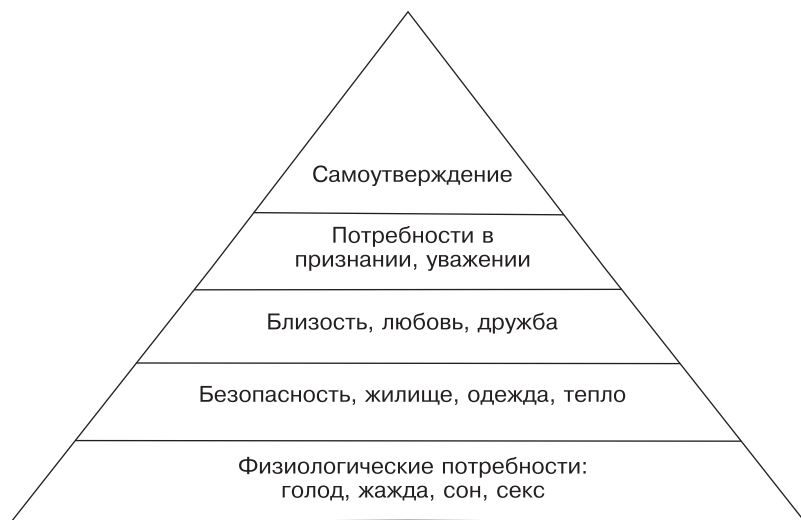 Самоутверждение
Потребности в
признании, уважении
Близость, любовь, дружба
Безопасность, жилище, одежда, тепло
Физиологические потребности:
голод, жажда, сон, секс